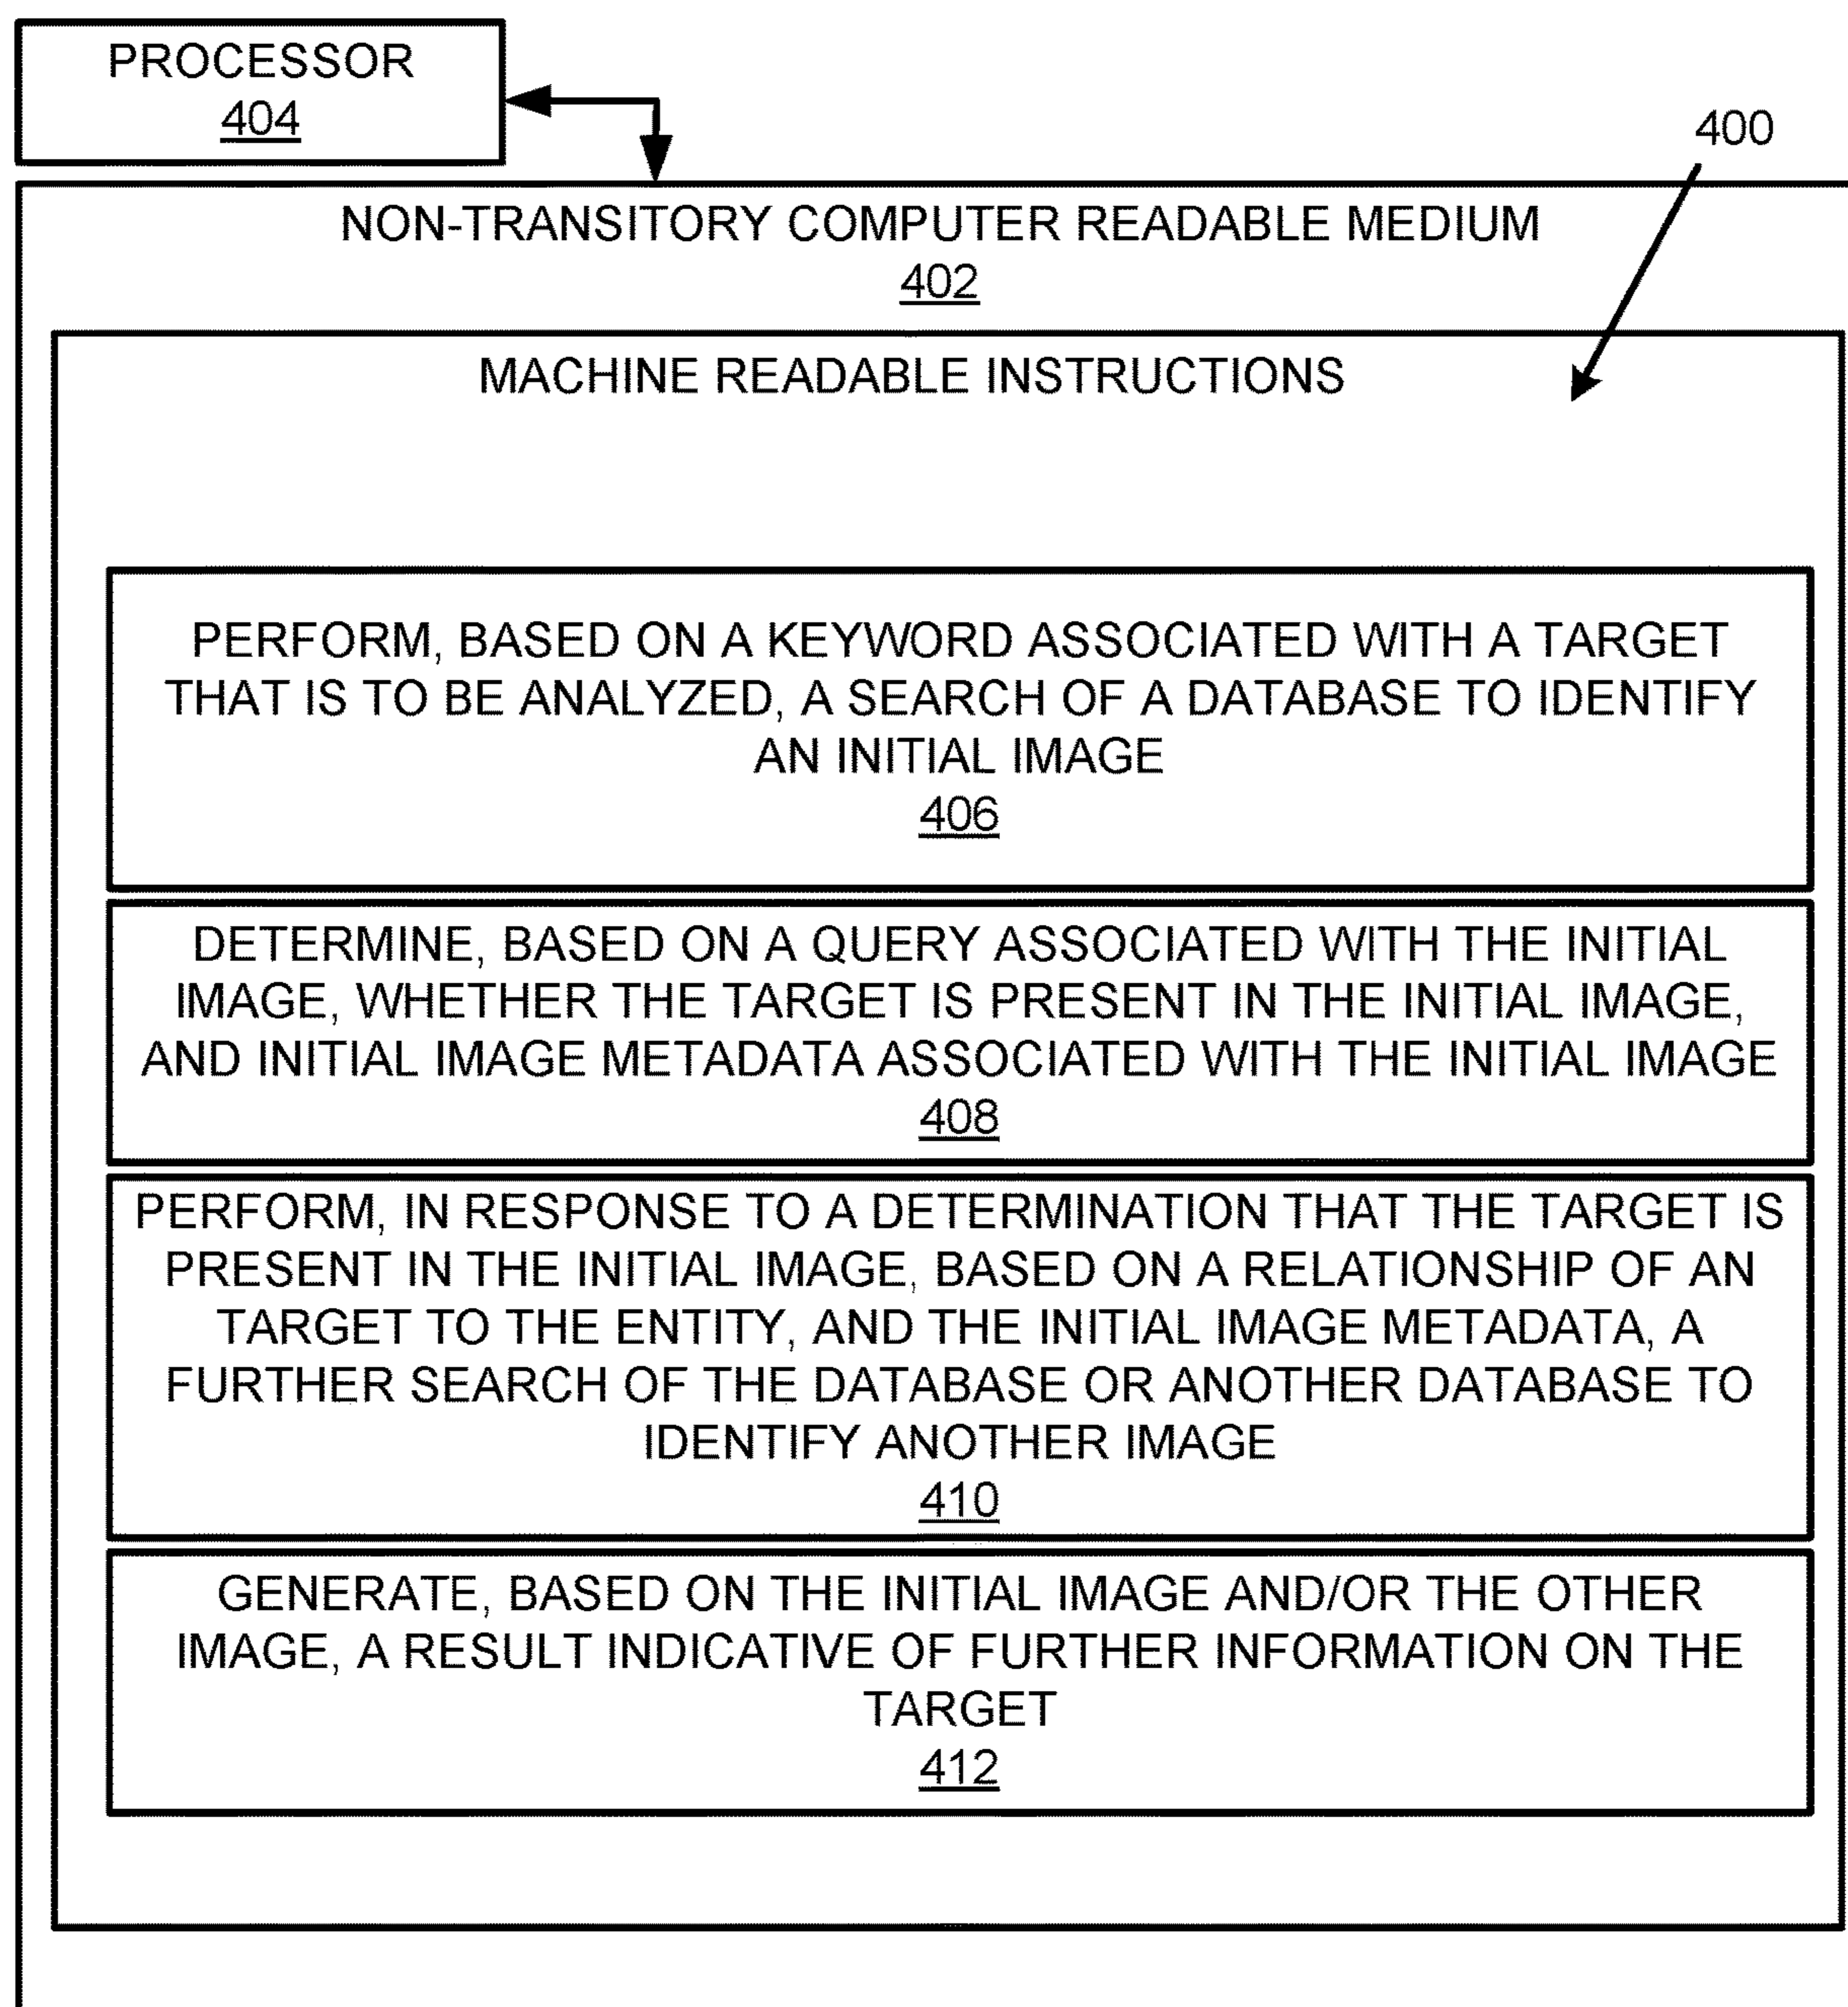 PROCESSOR
404
400
NON-TRANSITORY COMPUTER READABLE MEDIUM
402
MACHINE READABLE INSTRUCTIONS
PERFORM, BASED ON A KEYWORD ASSOCIATED WITH A TARGET
THAT IS TO BE ANALYZED, A SEARCH OF A DATABASE TO IDENTIFY
AN INITIAL IMAGE
406
DETERMINE, BASED ON A QUERY ASSOCIATED WITH THE INITIAL
IMAGE, WHETHER THE TARGET IS PRESENT IN THE INITIAL IMAGE,
AND INITIAL IMAGE METADATA ASSOCIATED WITH THE INITIAL IMAGE
408
PERFORM, IN RESPONSE TO A DETERMINATION THAT THE TARGET IS
PRESENT IN THE INITIAL IMAGE, BASED ON A RELATIONSHIP OF AN
TARGET TO THE ENTITY, AND THE INITIAL IMAGE METADATA, A
FURTHER SEARCH OF THE DATABASE OR ANOTHER DATABASE TO
IDENTIFY ANOTHER IMAGE
410
GENERATE, BASED ON THE INITIAL IMAGE AND/OR THE OTHER
IMAGE, A RESULT INDICATIVE OF FURTHER INFORMATION ON THE
TARGET
412